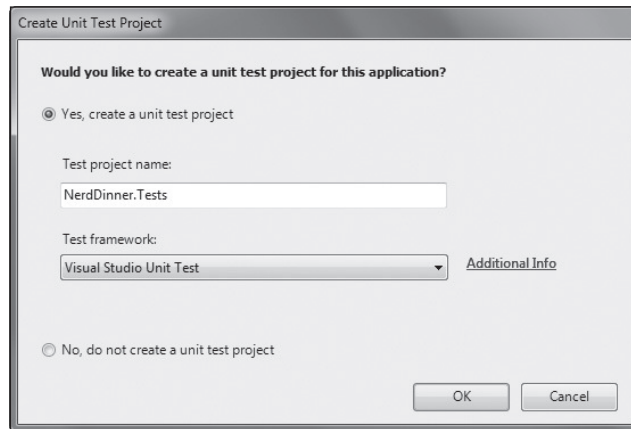 Create Unit Test Project
Would you like to create a unit test project for this application?
Yes, create a unit test project
Test project name:
NerdDinner.Tests
Test framework:
Visual Studio Unit Test
Additional Info
No, do not create a unit test project
OK
Cancel